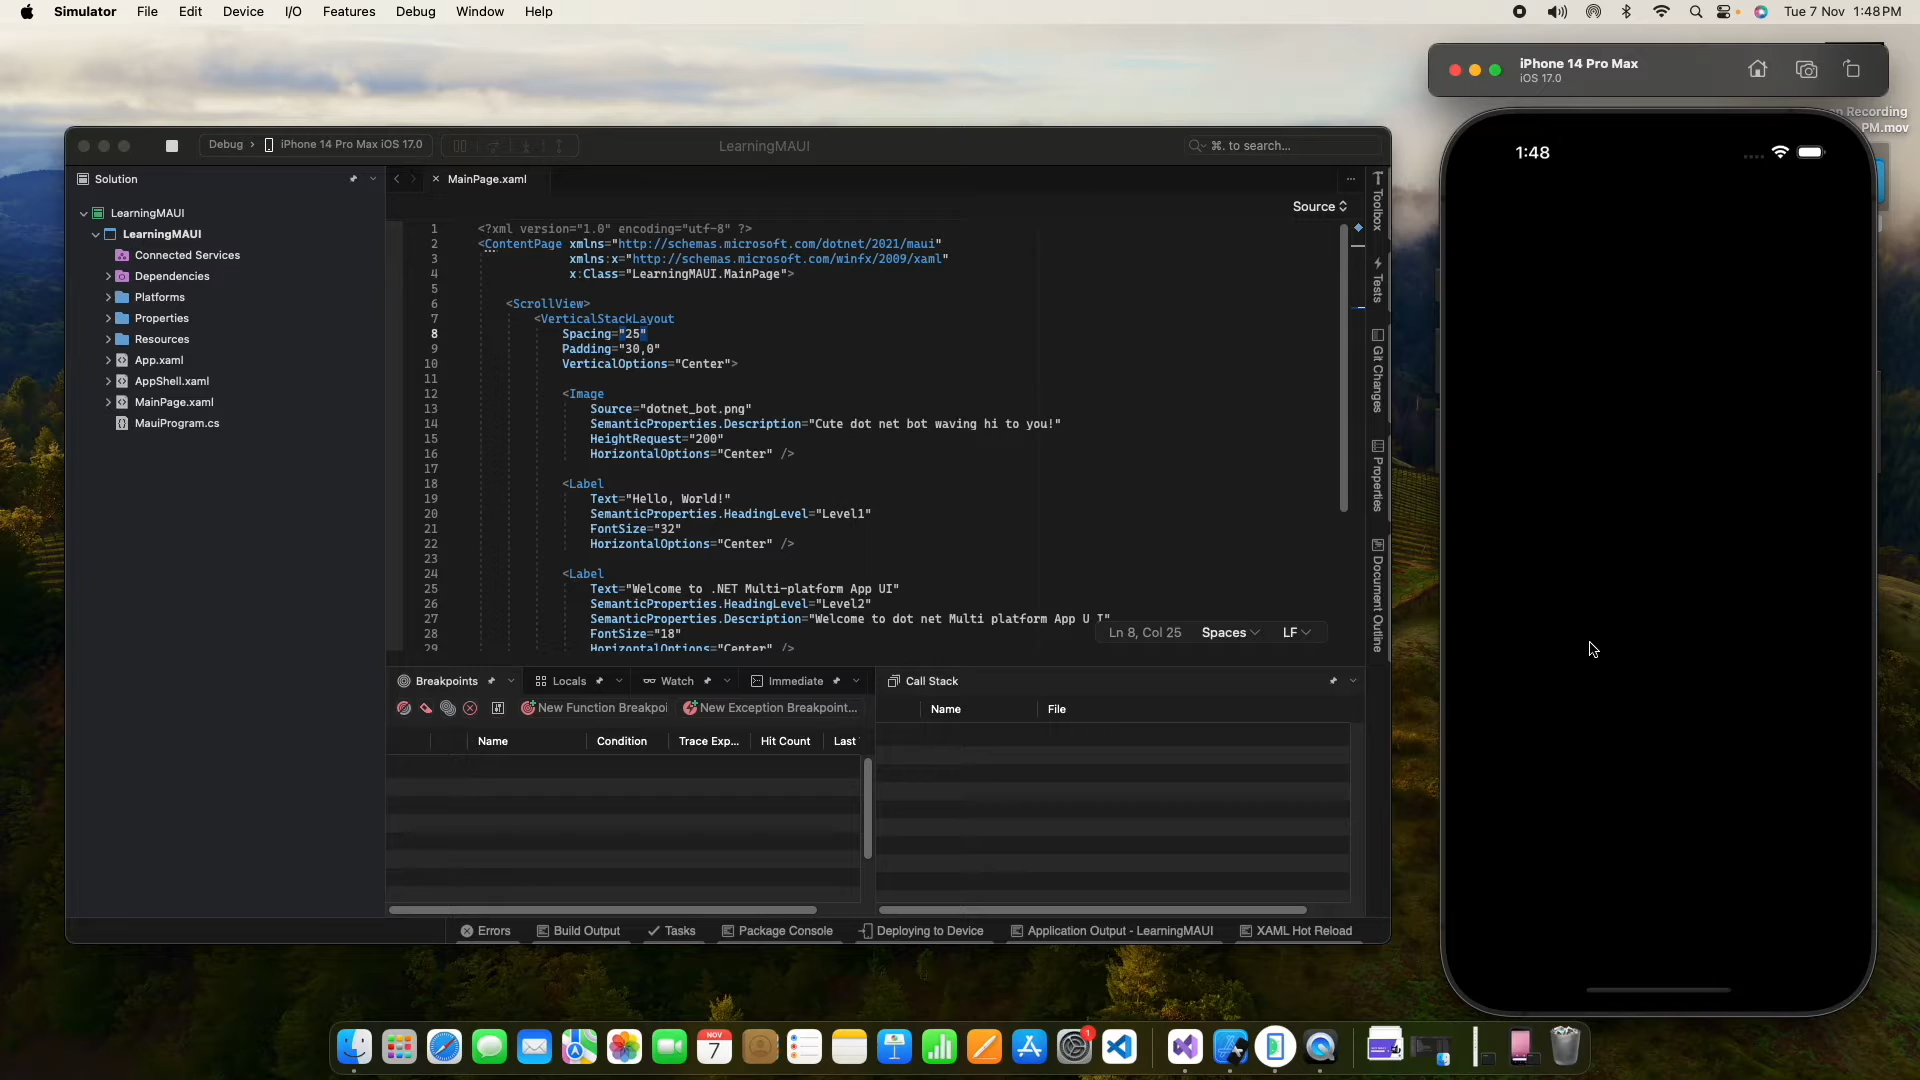 Simulator File Edit Device I/O Features Debug Window Help
Tue 7 Nov 1:48 PM
iPhone 14 Pro Max
iOS 17.0
Recording
PM.mov
1:48
Debug > iPhone 14 Pro Max iOS 17.0
LearningMAUI
⌘. to search...
Solution
LearningMAUI
LearningMAUI
Connected Services
Dependencies
Platforms
Properties
Resources
App.xaml
AppShell.xaml
MainPage.xaml
MauiProgram.cs
MainPage.xaml
Source
1 <?xml version="1.0" encoding="utf-8" ?>
2 <ContentPage xmlns="http://schemas.microsoft.com/dotnet/2021/maui"
3 xmlns:x="http://schemas.microsoft.com/winfx/2009/xaml"
4 x:Class="LearningMAUI.MainPage">
5
6 <ScrollView>
7 <VerticalStackLayout
8 Spacing="25"
9 Padding="30,0"
10 VerticalOptions="Center">
11
12 <Image
13 Source="dotnet_bot.png"
14 SemanticProperties.Description="Cute dot net bot waving hi to you!"
15 HeightRequest="200"
16 HorizontalOptions="Center" />
17
18 <Label
19 Text="Hello, World!"
20 SemanticProperties.HeadingLevel="Level1"
21 FontSize="32"
22 HorizontalOptions="Center" />
23
24 <Label
25 Text="Welcome to .NET Multi-platform App UI"
26 SemanticProperties.HeadingLevel="Level2"
27 SemanticProperties.Description="Welcome to dot net Multi platform App U I"
28 FontSize="18"
29 HorizontalOptions="Center" />
Ln 8, Col 25 Spaces LF
Toolbox
Tests
Git Changes
Properties
Document Outline
Breakpoints Locals Watch Immediate
New Function Breakpoi New Exception Breakpoint...
Name Condition Trace Exp... Hit Count Last
Call Stack
Name File
Errors Build Output Tasks Package Console Deploying to Device Application Output - LearningMAUI XAML Hot Reload
NOV
7
1